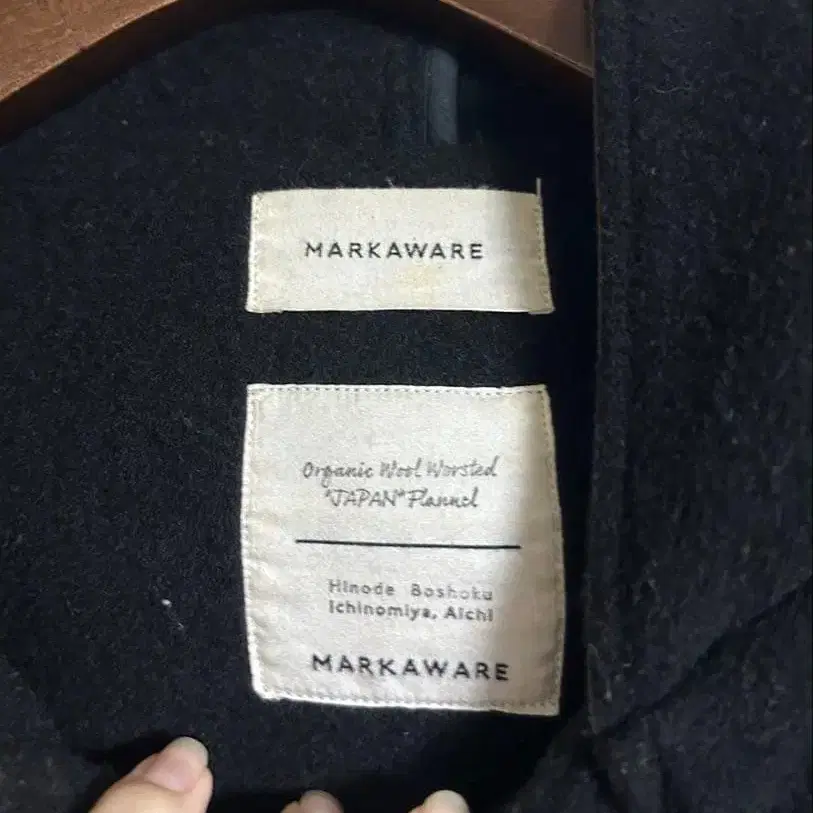 MARKAWARE
Organic Wool Worsted
"JAPAN" Flannel
Hinode Boshoku
Ichinomiya, Aichi
MARKAWARE